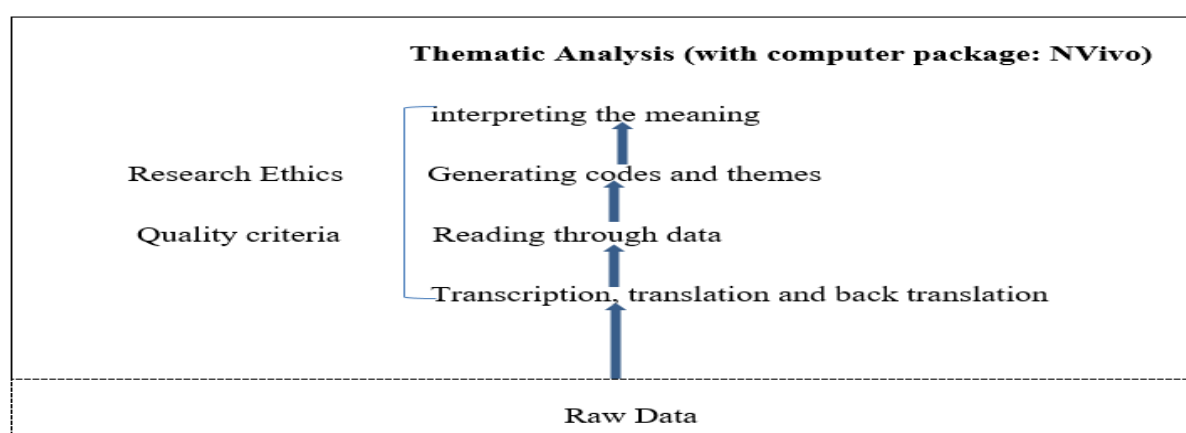 Thematic Analysis (with computer package: NVivo)
interpreting the meaning
Research Ethics Generating codes and themes
Quality criteria Reading through data
Transcription, translation and back translation
Raw Data